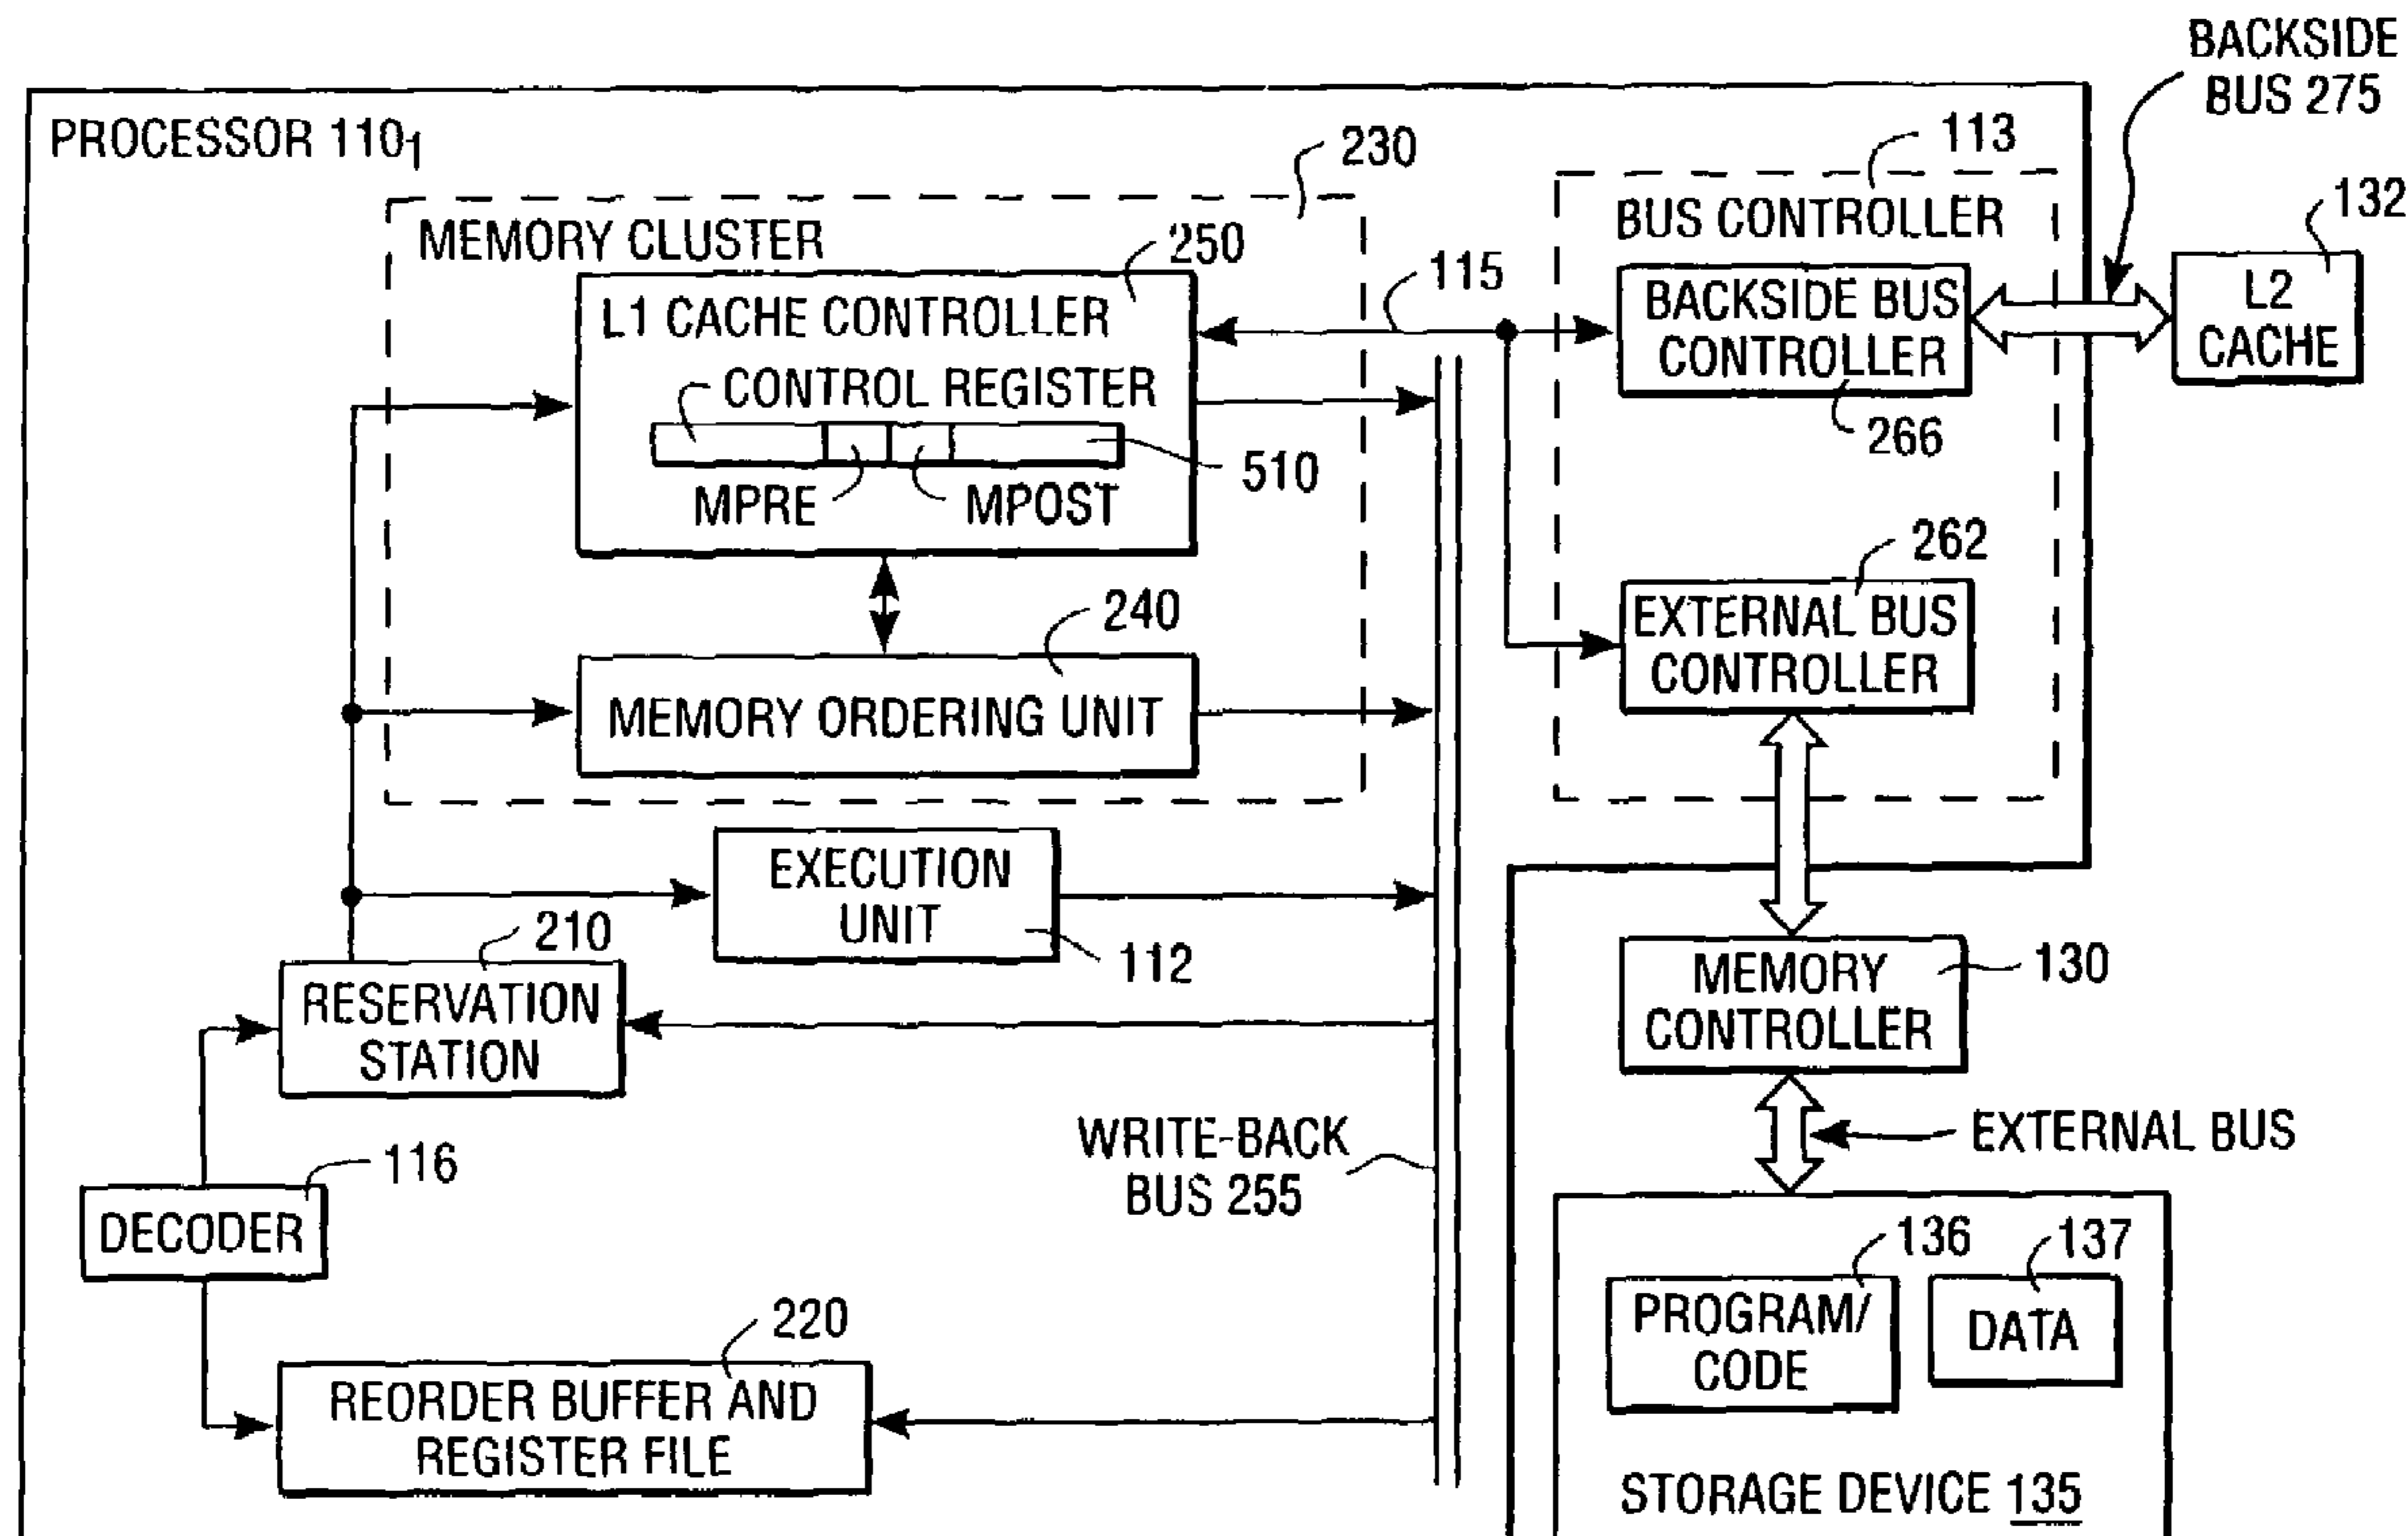 BACKSIDE
BUS 275
PROCESSOR 110₁
230
113
132
MEMORY CLUSTER
250
115
BUS CONTROLLER
L1 CACHE CONTROLLER
BACKSIDE BUS
CONTROLLER
L2
CACHE
CONTROL REGISTER
266
510
MPRE
MPOST
262
240
EXTERNAL BUS
CONTROLLER
MEMORY ORDERING UNIT
EXECUTION
UNIT
210
112
MEMORY
CONTROLLER
130
RESERVATION
STATION
WRITE-BACK
BUS 255
EXTERNAL BUS
116
DECODER
136
137
PROGRAM/
CODE
DATA
220
REORDER BUFFER AND
REGISTER FILE
STORAGE DEVICE 135